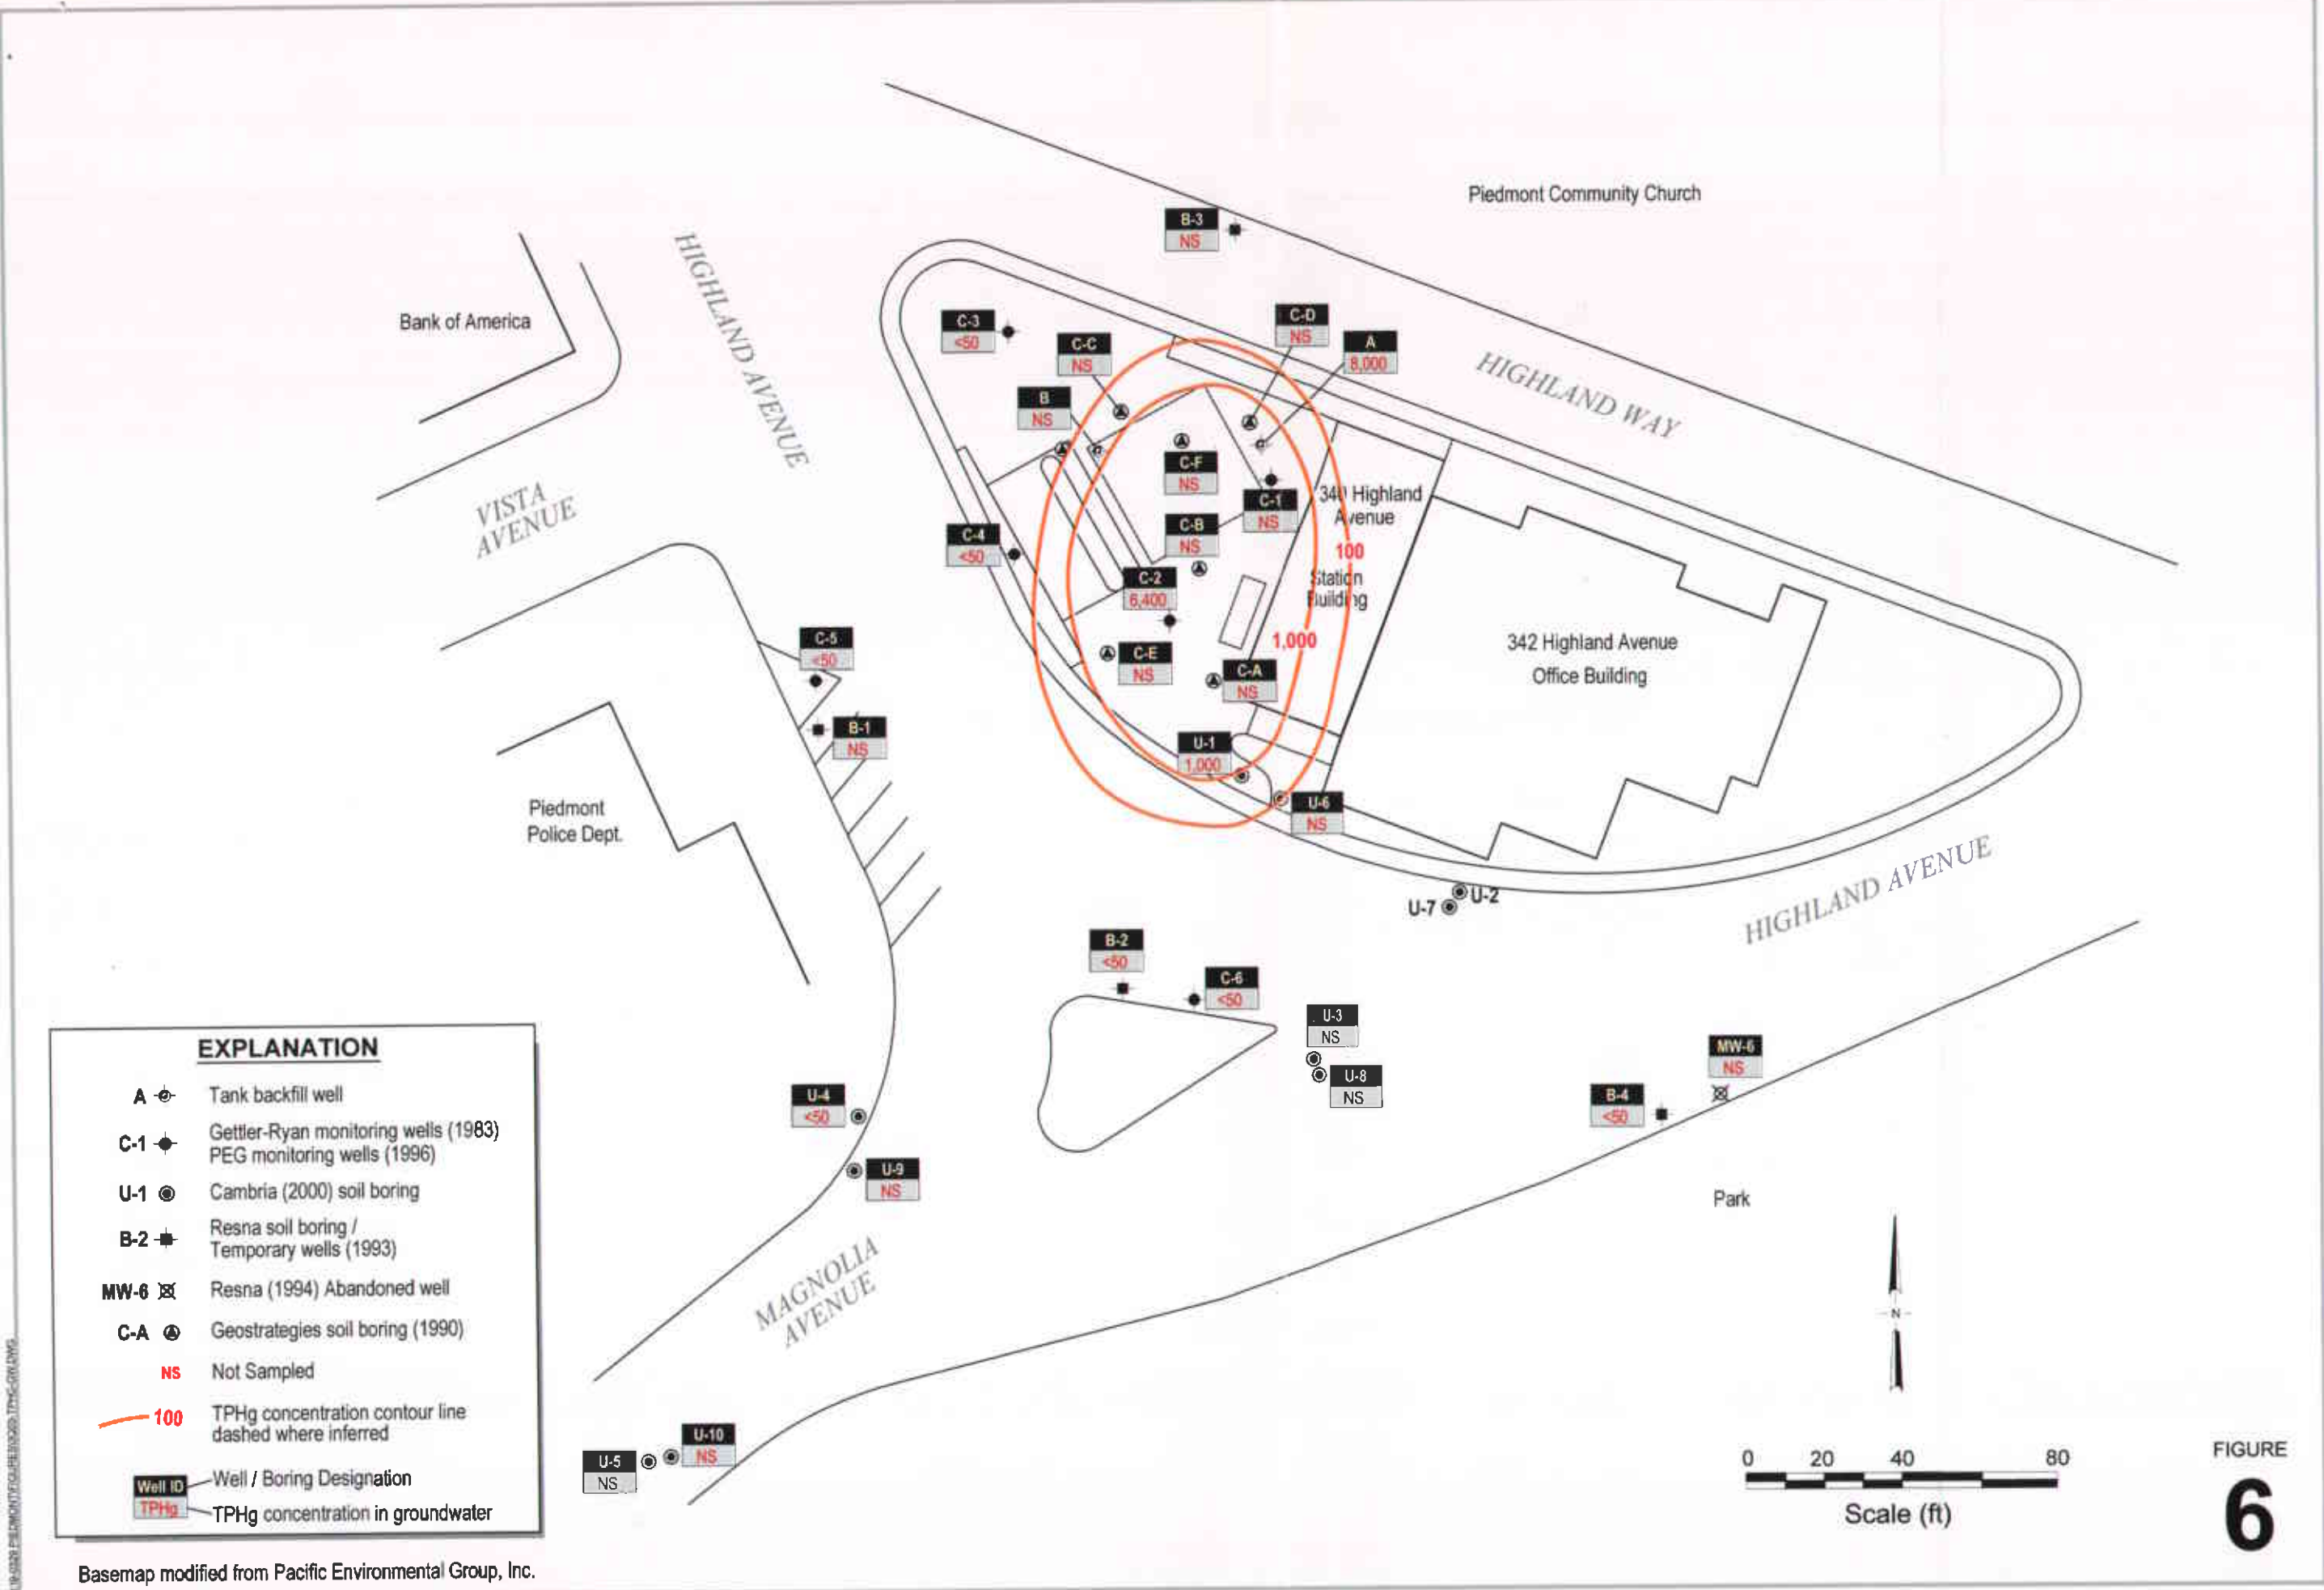 Piedmont Community Church
B-3
NS
HIGHLAND AVENUE
Bank of America
C-3
<50
C-C
NS
C-D
NS
A
8,000
HIGHLAND WAY
B
NS
C-F
NS
C-1
NS
340 Highland
Avenue
VISTA
AVENUE
C-4
<50
C-B
NS
100
C-2
6,400
Station
Building
1,000
342 Highland Avenue
Office Building
C-5
<50
C-E
NS
C-A
NS
B-1
NS
U-1
1,000
U-6
NS
Piedmont
Police Dept.
U-2
U-7
HIGHLAND AVENUE
B-2
<50
C-6
<50
U-3
NS
U-8
NS
MW-6
NS
B-4
<50
U-4
<50
U-9
NS
Park
MAGNOLIA
AVENUE
N
U-10
NS
U-5
NS
EXPLANATION
A Tank backfill well
C-1 Gettler-Ryan monitoring wells (1983)
PEG monitoring wells (1996)
U-1 Cambria (2000) soil boring
B-2 Resna soil boring /
Temporary wells (1993)
MW-6 Resna (1994) Abandoned well
C-A Geostrategies soil boring (1990)
NS Not Sampled
100 TPHg concentration contour line
dashed where inferred
Well ID Well / Boring Designation
TPHg TPHg concentration in groundwater
0 20 40 80
Scale (ft)
FIGURE
6
Basemap modified from Pacific Environmental Group, Inc.